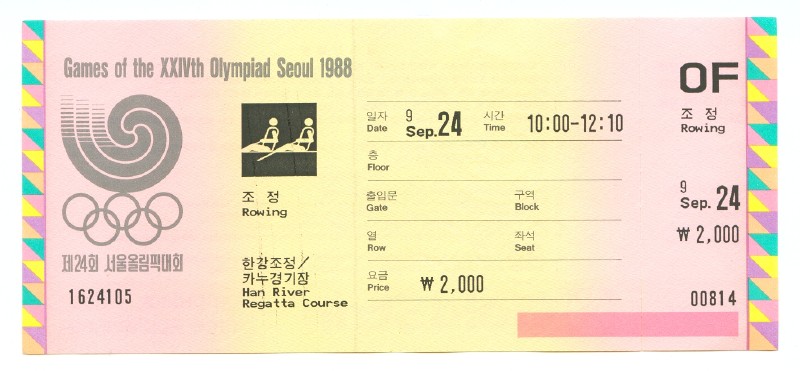 Games of the XXIVth Olympiad Seoul 1988
제24회 서울올림픽대회
1624105
조 정
Rowing
한강조정/
카누경기장
Han River
Regatta Course
일자 9 시간
Date Sep. 24 Time 10:00-12:10
층
Floor
출입문 구역
Gate Block
열 좌석
Row Seat
요금
Price ₩ 2,000
OF
조 정
Rowing
9
Sep. 24
₩ 2,000
00814